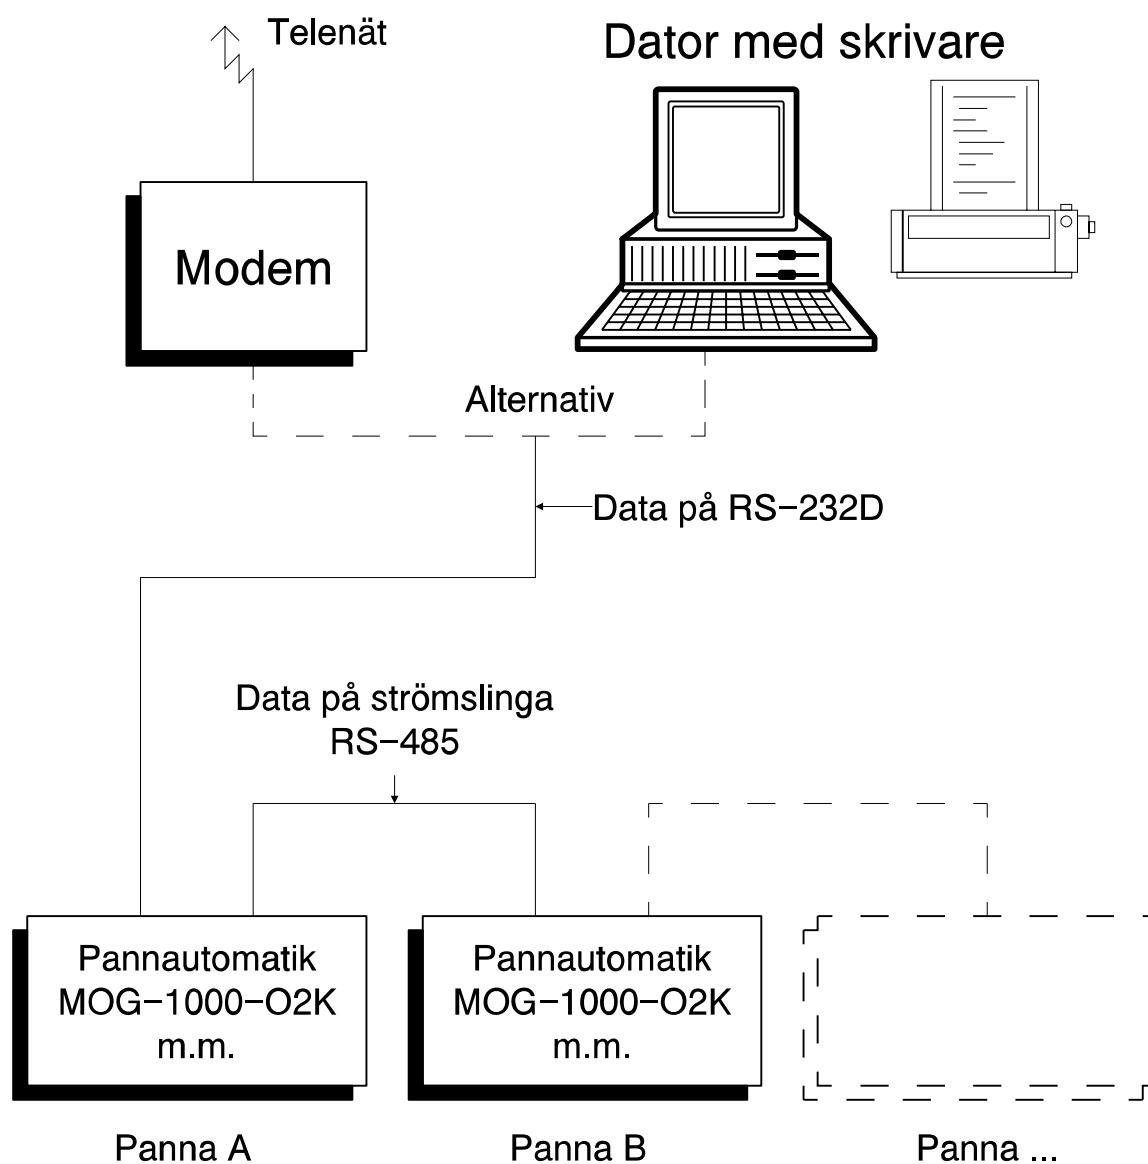 Telenät
Dator med skrivare
Modem
Alternativ
Data på RS-232D
Data på strömslinga
RS-485
Pannautomatik
MOG-1000-O2K
m.m.
Pannautomatik
MOG-1000-O2K
m.m.
Panna A
Panna B
Panna ...